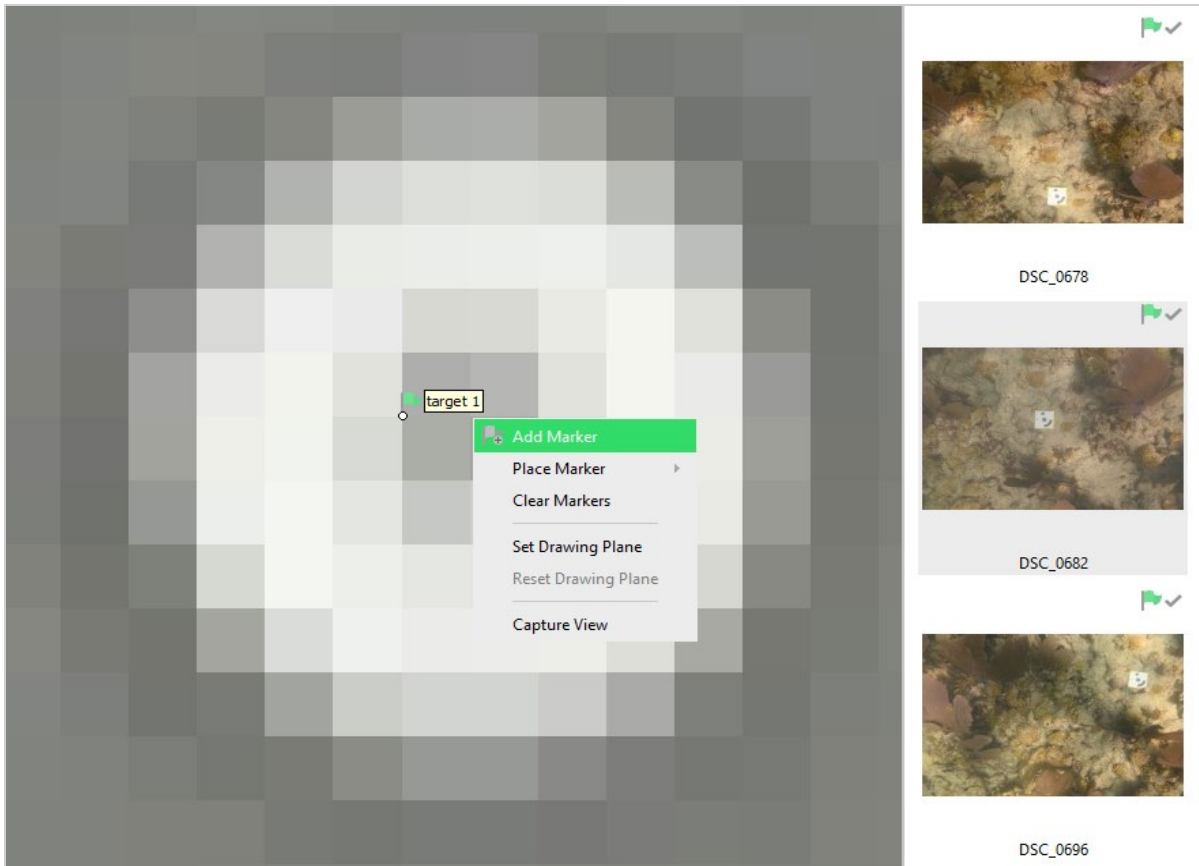 target 1
Add Marker
Place Marker
Clear Markers
Set Drawing Plane
Reset Drawing Plane
Capture View
DSC_0678
DSC_0682
DSC_0696